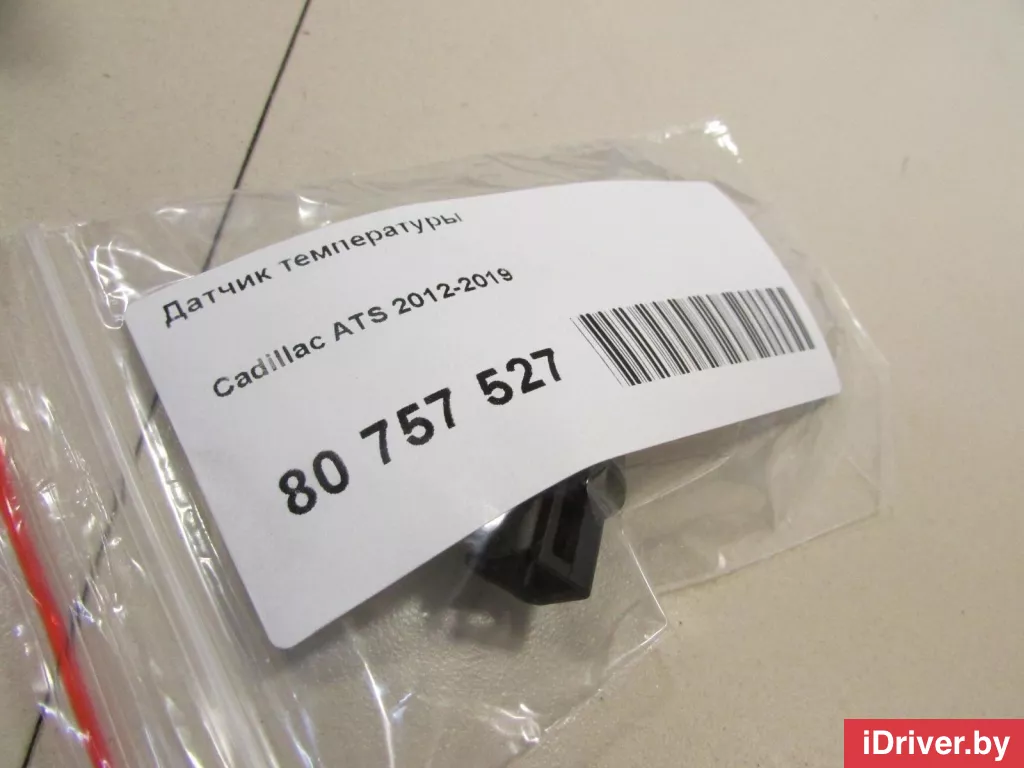 Датчик температуры
Cadillac ATS 2012-2019
80 757 527
iDriver.by